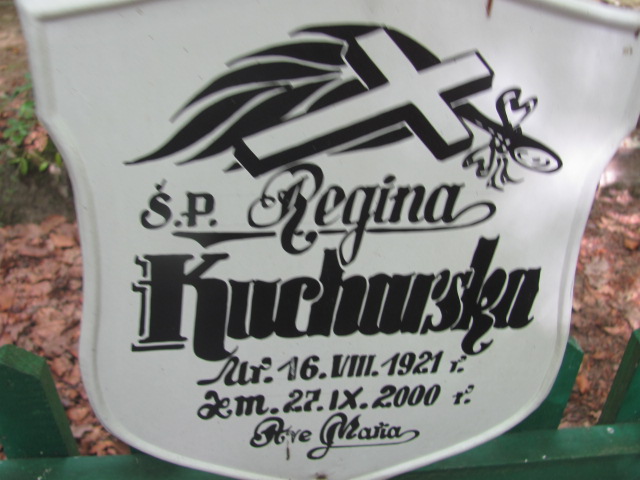 Ś.P. Regina
Kucharska
Ur. 16.VIII.1921 r.
zm. 27.IX.2000 r.
Ave Maria